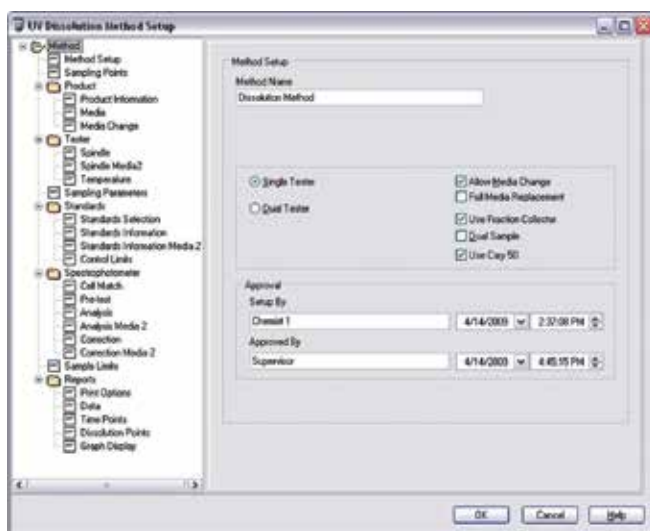 UV Dissolution Method Setup
Method
Method Setup
Sampling Points
Product
Product Information
Media
Media Change
Tester
Spindle
Spindle Media2
Temperature
Sampling Parameters
Standards
Standards Selection
Standards Information
Standards Information Media 2
Control Limits
Spectrophotometer
Cell Match
Pre-test
Analysis
Analysis Media 2
Correction
Correction Media 2
Sample Limits
Reports
Print Options
Data
Time Points
Dissolution Points
Graph Display
Method Setup
Method Name
Dissolution Method
Single Tester
Dual Tester
Allow Media Change
Full Media Replacement
Use Fraction Collector
Dual Sample
Use Cary 50
Approval
Setup By
Chemist 1 4/14/2003 2:37:08 PM
Approved By
Supervisor 4/14/2003 4:45:15 PM
OK Cancel Help